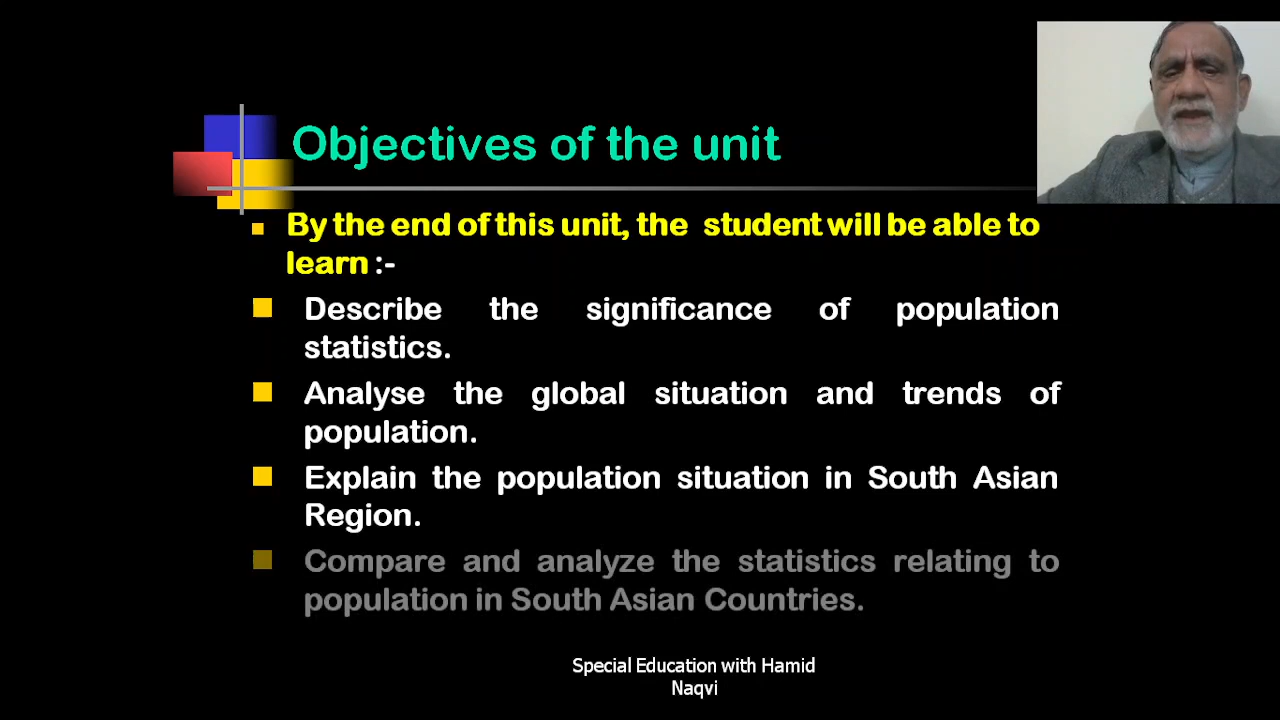 Objectives of the unit
By the end of this unit, the student will be able to
learn :-
Describe the significance of population
statistics.
Analyse the global situation and trends of
population.
Explain the population situation in South Asian
Region.
Compare and analyze the statistics relating to
population in South Asian Countries.
Special Education with Hamid
Naqvi